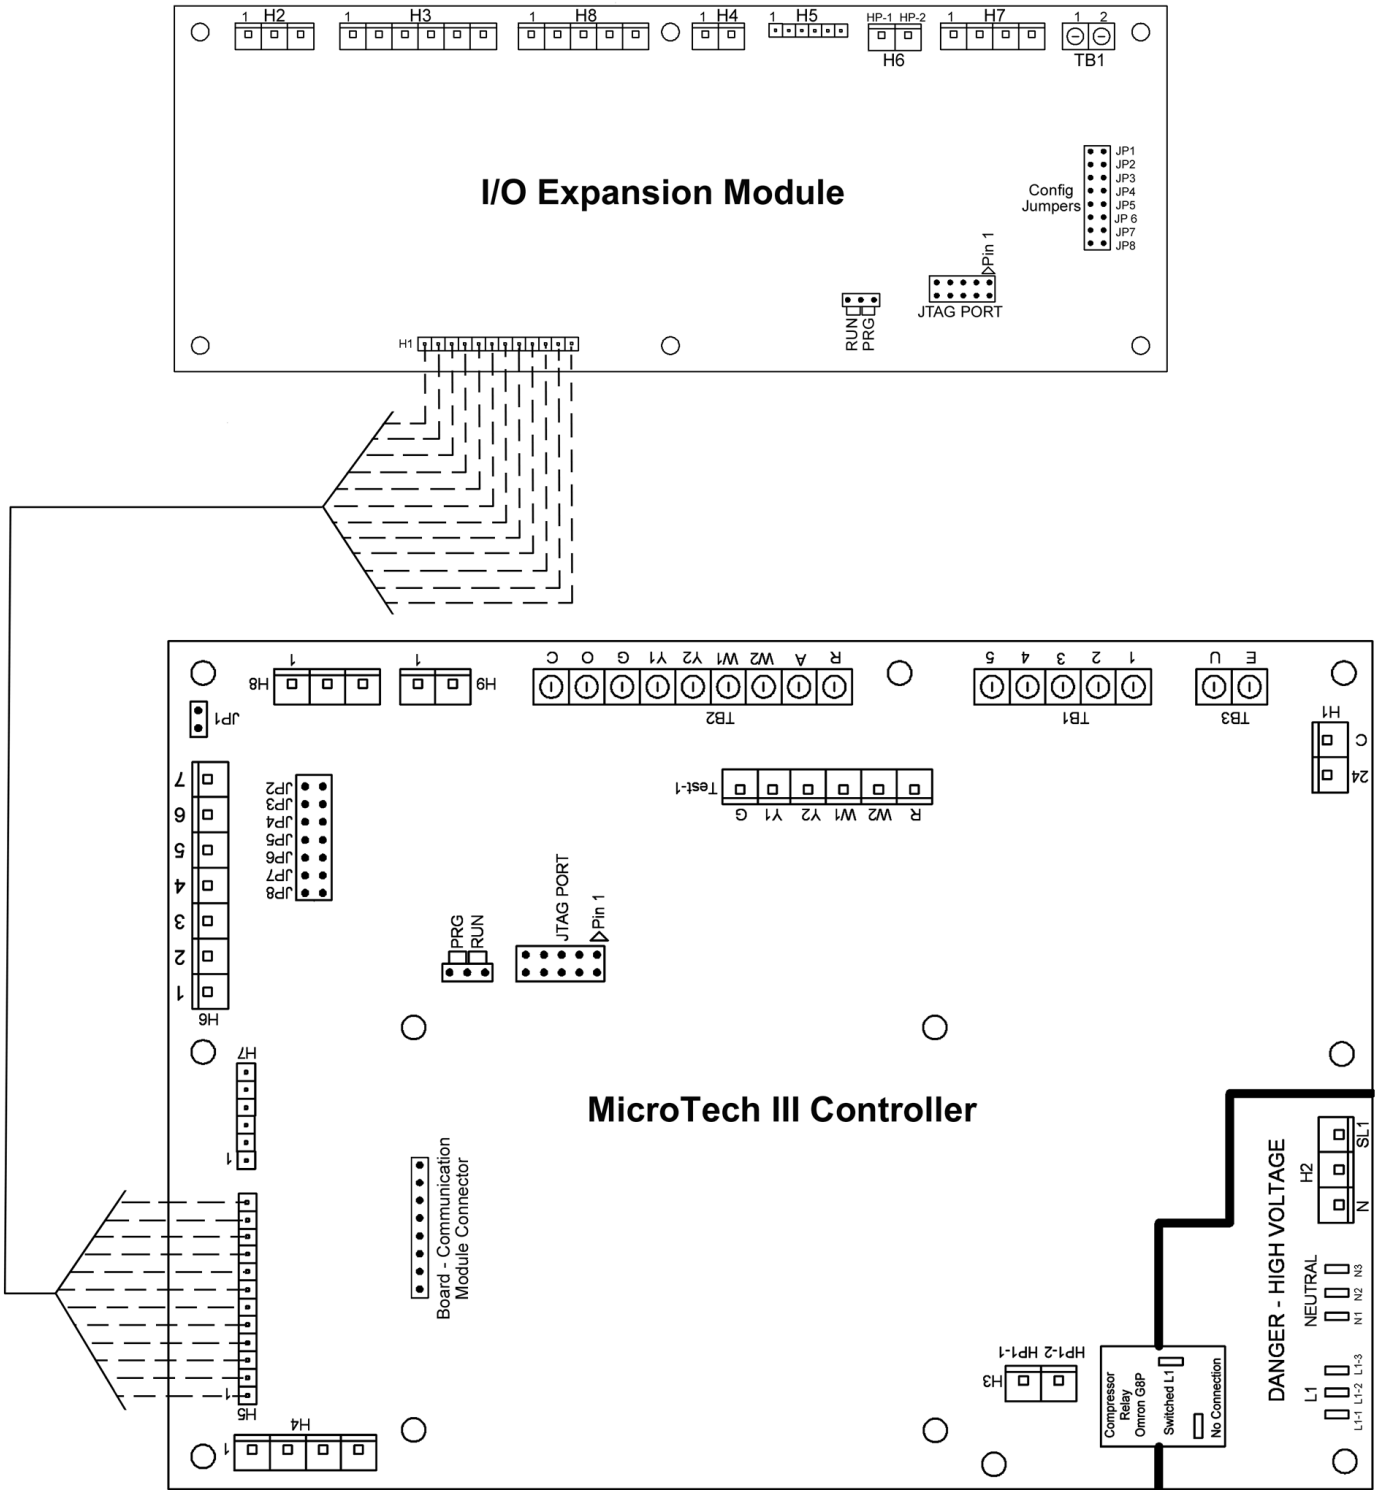 1 H2
1 H3
1 H8
1 H4
1 H5
HP-1 HP-2
H6
1 H7
1 2
TB1
I/O Expansion Module
Config
Jumpers
JP1
JP2
JP3
JP4
JP5
JP 6
JP7
JP8
Pin 1
JTAG PORT
RUN
PRG
H1
H8
1
1
H9
C O G Y1 Y2 W1 W2 A R
TB2
5 4 3 2 1
TB1
U E
TB3
H1
C
24
JP1
7
6
5
4
3
2
1
H6
JP2
JP3
JP4
JP5
JP6
JP7
JP8
Test-1
G Y1 Y2 W1 W2 R
PRG
RUN
JTAG PORT
Pin 1
H7
1
MicroTech III Controller
Board - Communication
Module Connector
1
H5
H4
1
H3
HP1-1 HP1-2
Compressor
Relay
Omron G8P
Switched L1
No Connection
DANGER - HIGH VOLTAGE
H2
SL1
N
NEUTRAL
N3
N2
N1
L1
L1-3
L1-2
L1-1